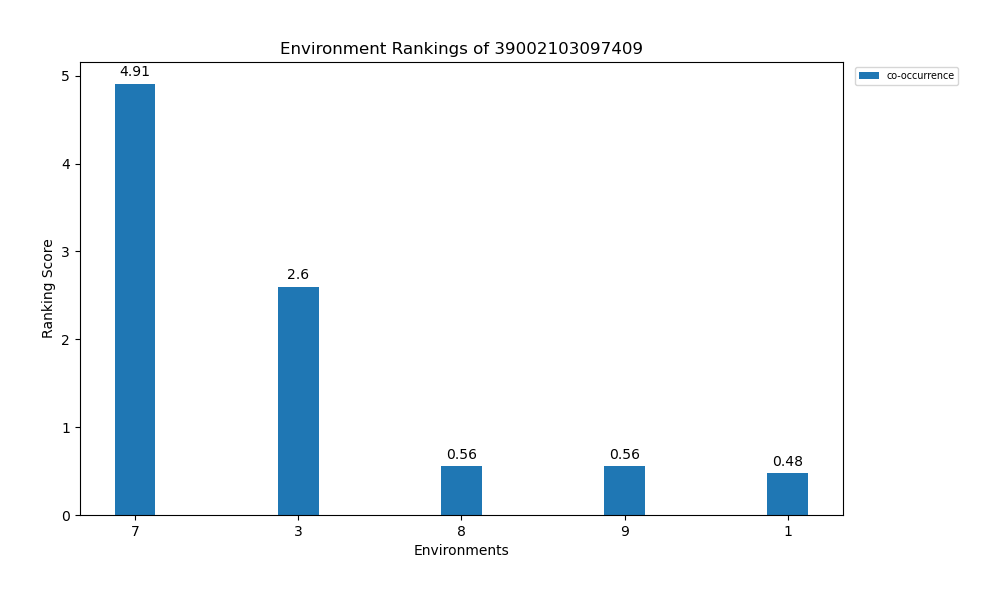 Environment Rankings of 39002103097409
co-occurrence
Ranking Score
5
4
3
2
1
0
4.91
2.6
0.56
0.56
0.48
7 3 8 9 1
Environments